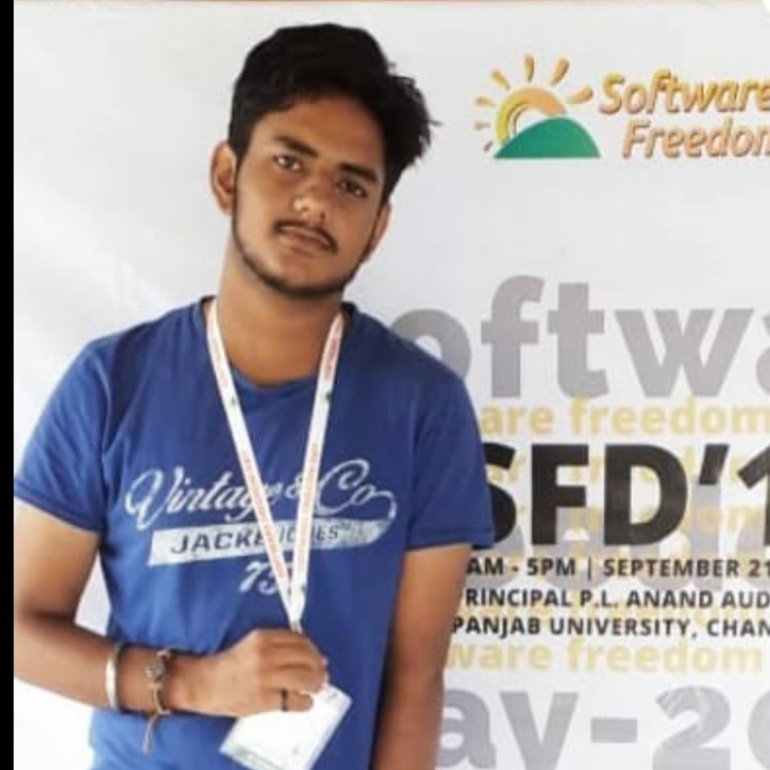 Software
Freedom
Vintage & Co
JACKE
75
oftwa
are freedom
SFD'1
AM - 5PM | SEPTEMBER 21
RINCIPAL P.L. ANAND AUD
PANJAB UNIVERSITY, CHAN
ware freedom
ay-20